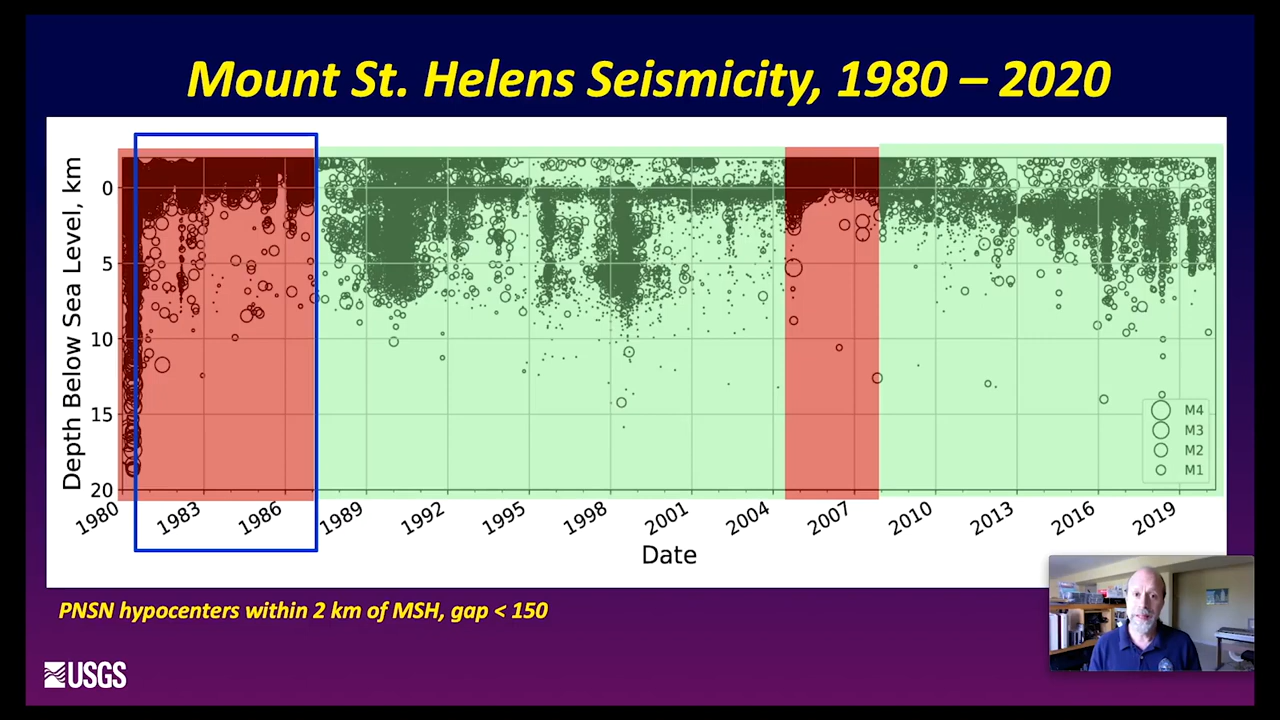 Mount St. Helens Seismicity, 1980 – 2020
Depth Below Sea Level, km
0
5
10
15
20
M4
M3
M2
M1
1980
1983
1986
1989
1992
1995
1998
2001
2004
2007
2010
2013
2016
2019
Date
PNSN hypocenters within 2 km of MSH, gap < 150
USGS